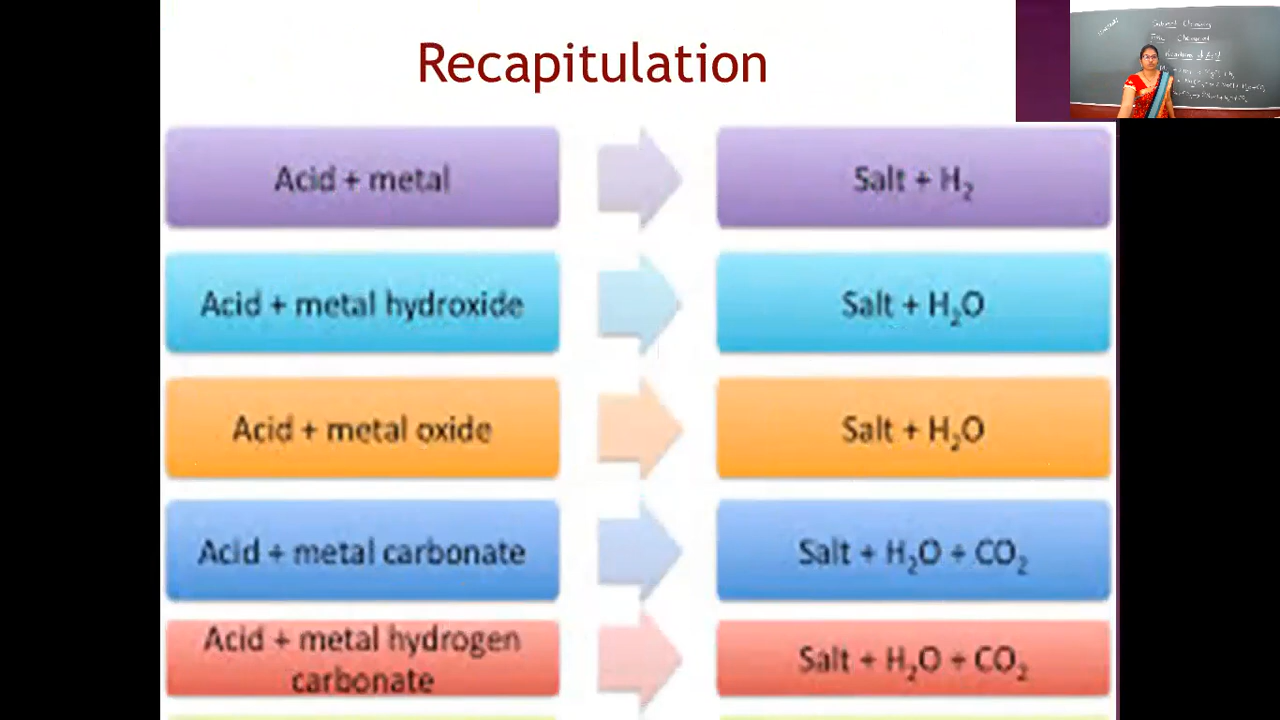 Recapitulation
Acid + metal
Salt + H₂
Acid + metal hydroxide
Salt + H₂O
Acid + metal oxide
Salt + H₂O
Acid + metal carbonate
Salt + H₂O + CO₂
Acid + metal hydrogen
carbonate
Salt + H₂O + CO₂